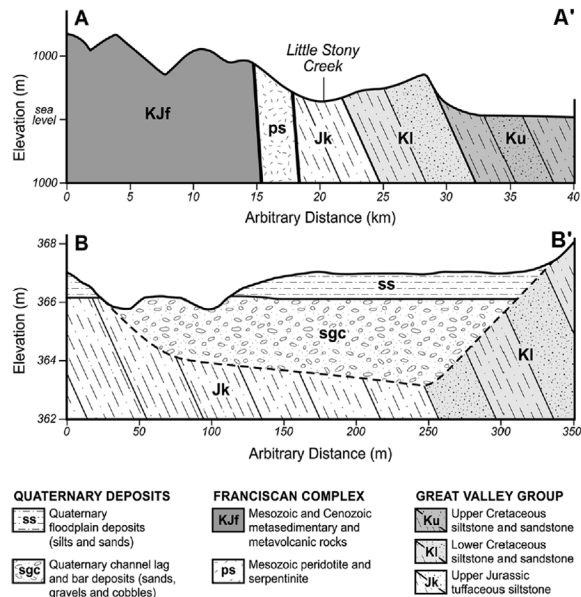 A
A'
Elevation (m)
1000
sea
level
1000
KJf
ps
Little Stony
Creek
Jk
Kl
Ku
0
5
10
15
20
25
30
35
40
Arbitrary Distance (km)
B
B'
Elevation (m)
368
366
364
362
ss
sgc
Jk
Kl
0
50
100
150
200
250
300
350
Arbitrary Distance (m)
QUATERNARY DEPOSITS
ss Quaternary
floodplain deposits
(silts and sands)
sgc Quaternary channel lag
and bar deposits (sands,
gravels and cobbles)
FRANCISCAN COMPLEX
KJf Mesozoic and Cenozoic
metasedimentary and
metavolcanic rocks
ps Mesozoic peridotite and
serpentinite
GREAT VALLEY GROUP
Ku Upper Cretaceous
siltstone and sandstone
Kl Lower Cretaceous
siltstone and sandstone
Jk Upper Jurassic
tuffaceous siltstone